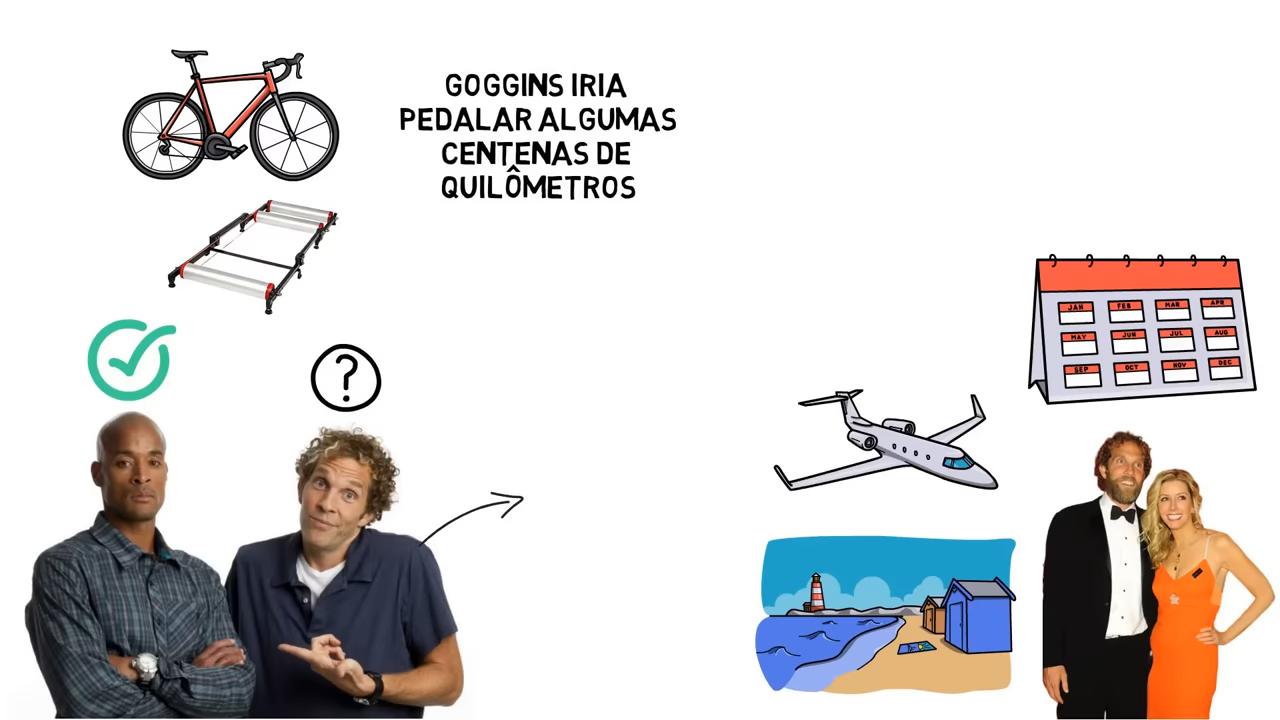 GOGGINS IRIA
PEDALAR ALGUMAS
CENTENAS DE
QUILÔMETROS
?
JAN FEB MAR APR
MAY JUN JUL AUG
SEP OCT NOV DEC